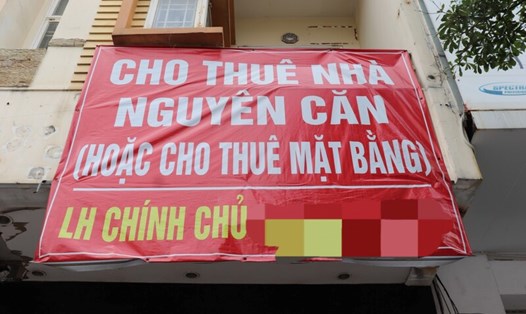 CHO THUÊ NHÀ
NGUYÊN CĂN
(HOẶC CHO THUÊ MẶT BẰNG)
LH CHÍNH CHỦ